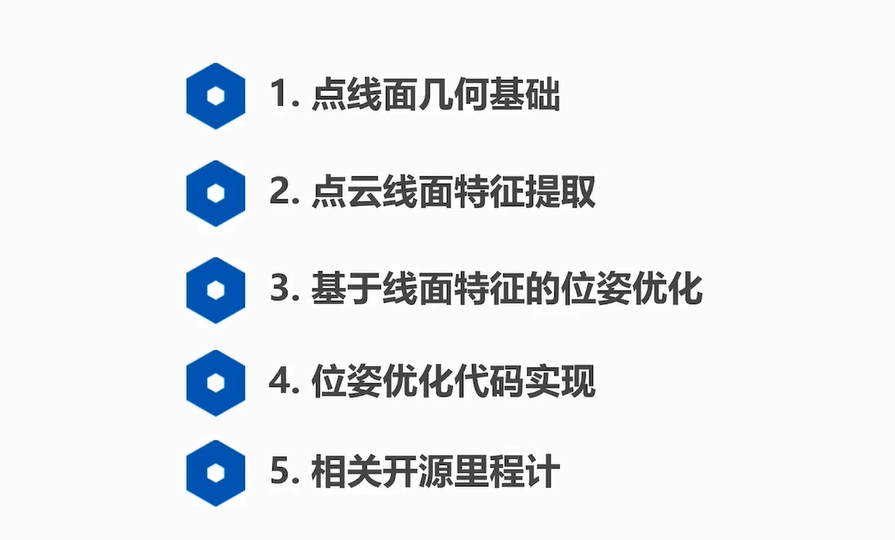 1. 点线面几何基础
2. 点云线面特征提取
3. 基于线面特征的位姿优化
4. 位姿优化代码实现
5. 相关开源里程计